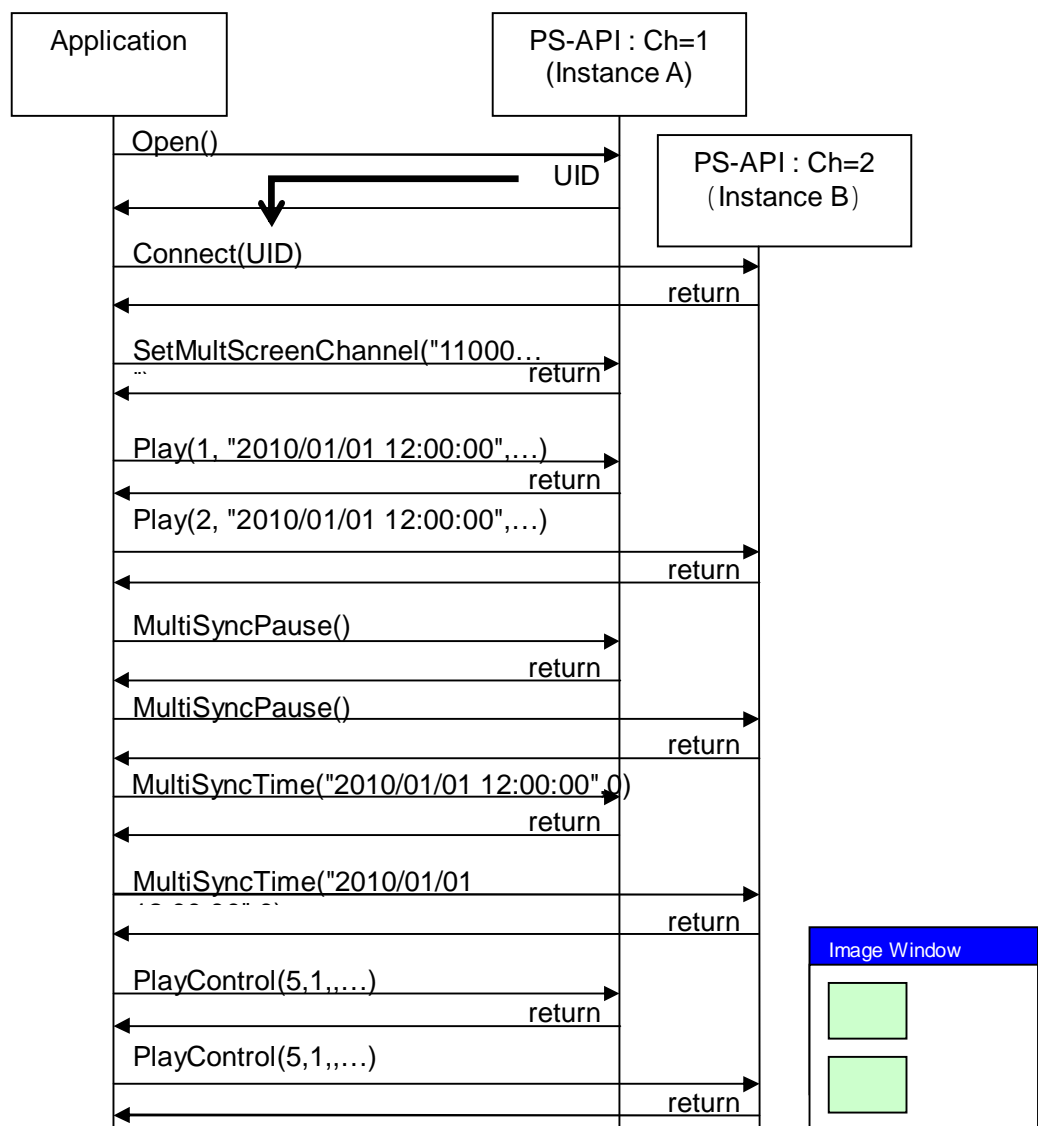 Application
PS-API : Ch=1
(Instance A)
Open()
UID
PS-API : Ch=2
(Instance B)
Connect(UID)
return
SetMultScreenChannel("11000…
return
Play(1, "2010/01/01 12:00:00",…)
return
Play(2, "2010/01/01 12:00:00",…)
return
MultiSyncPause()
return
MultiSyncPause()
return
MultiSyncTime("2010/01/01 12:00:00",0)
return
MultiSyncTime("2010/01/01
return
Image Window
PlayControl(5,1,,…)
return
PlayControl(5,1,,…)
return